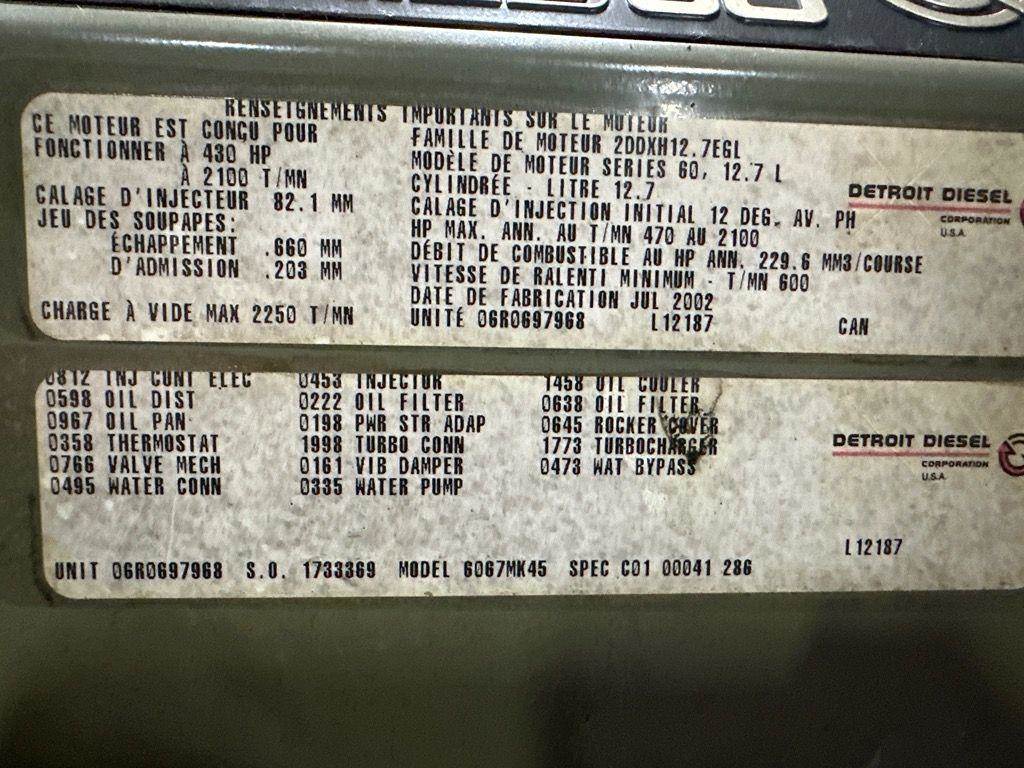 RENSEIGNEMENTS IMPORTANTS SUR LE MOTEUR
CE MOTEUR EST CONÇU POUR
FONCTIONNER À 430 HP
À 2100 T/MN
CALAGE D'INJECTEUR 82.1 MM
JEU DES SOUPAPES:
ÉCHAPPEMENT .660 MM
D'ADMISSION .203 MM
CHARGE À VIDE MAX 2250 T/MN
FAMILLE DE MOTEUR 2DDXH12.7EGL
MODÈLE DE MOTEUR SERIES 60, 12.7 L
CYLINDRÉE - LITRE 12.7
CALAGE D'INJECTION INITIAL 12 DEG. AV. PH
HP MAX. ANN. AU T/MN 470 AU 2100
DÉBIT DE COMBUSTIBLE AU HP ANN. 229.6 MM3/COURSE
VITESSE DE RALENTI MINIMUM - T/MN 600
DATE DE FABRICATION JUL 2002
UNITÉ 06R0697968 L12187 CAN
DETROIT DIESEL
CORPORATION
U.S.A.
0812 INJ CONT ELEC 0453 INJECTOR 1458 OIL COOLER
0598 OIL DIST 0222 OIL FILTER 0638 OIL FILTER
0967 OIL PAN 0198 PWR STR ADAP 0645 ROCKER COVER
0358 THERMOSTAT 1998 TURBO CONN 1773 TURBOCHARGER
0766 VALVE MECH 0161 VIB DAMPER 0473 WAT BYPASS
0495 WATER CONN 0335 WATER PUMP
DETROIT DIESEL
CORPORATION
U.S.A.
L12187
UNIT 06R0697968 S.O. 1733369 MODEL 6067MK45 SPEC C01 00041 286